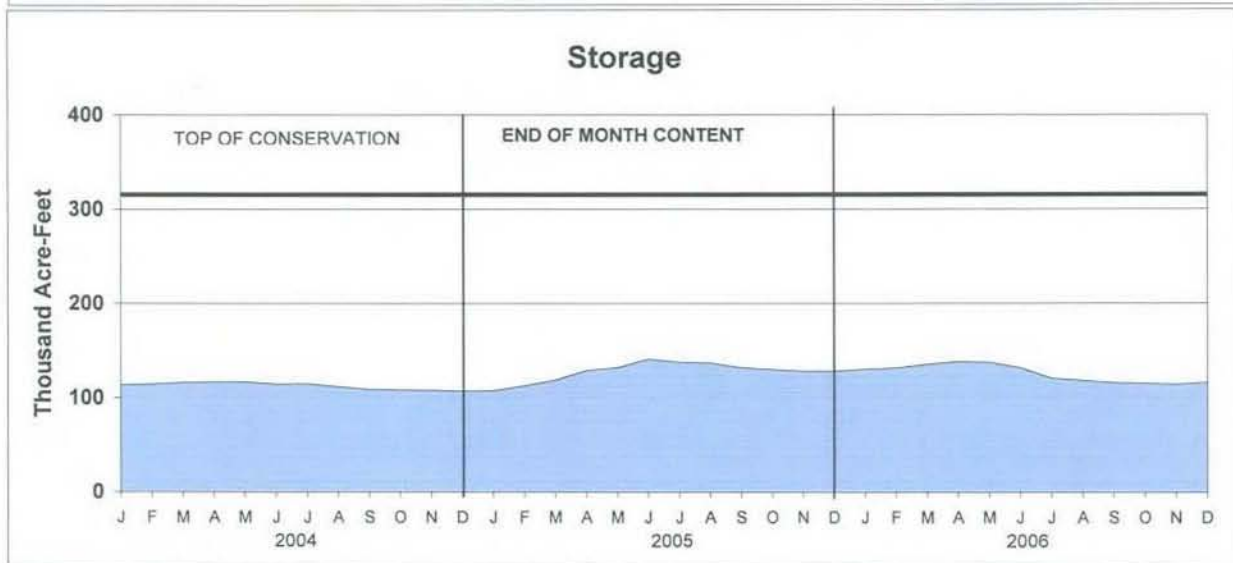 Storage
Thousand Acre-Feet
400
300
200
100
0
TOP OF CONSERVATION
END OF MONTH CONTENT
J F M A M J J A S O N D J F M A M J J A S O N D J F M A M J J A S O N D
2004 2005 2006